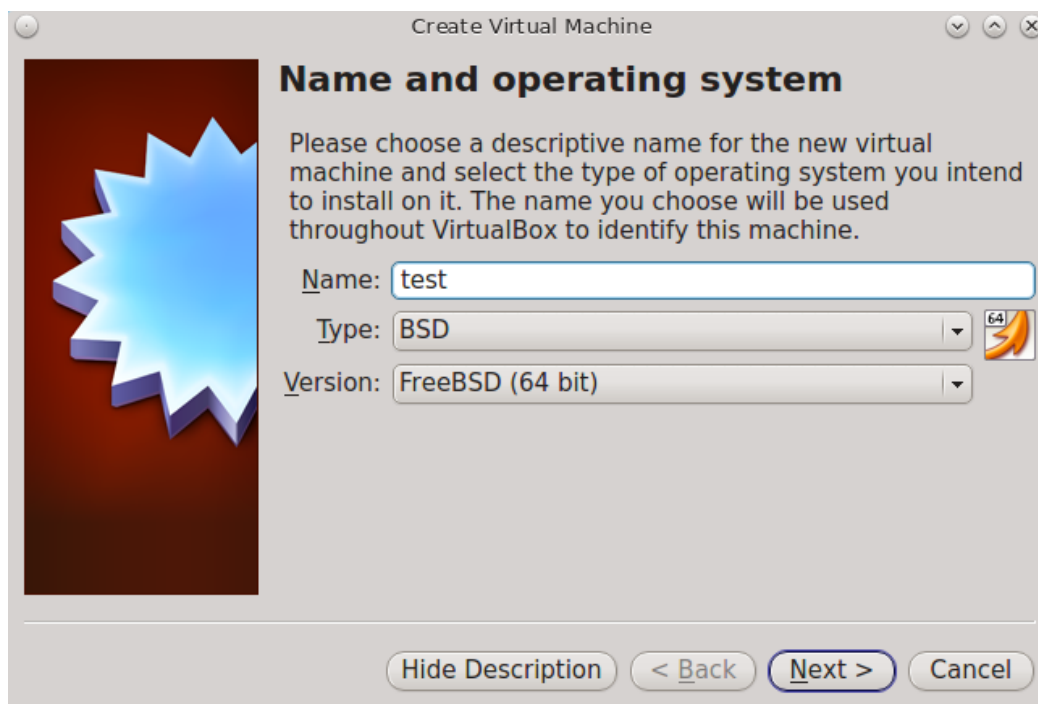 Create Virtual Machine
Name and operating system
Please choose a descriptive name for the new virtual
machine and select the type of operating system you intend
to install on it. The name you choose will be used
throughout VirtualBox to identify this machine.
Name: test
Type: BSD
64
Version: FreeBSD (64 bit)
Hide Description < Back Next > Cancel